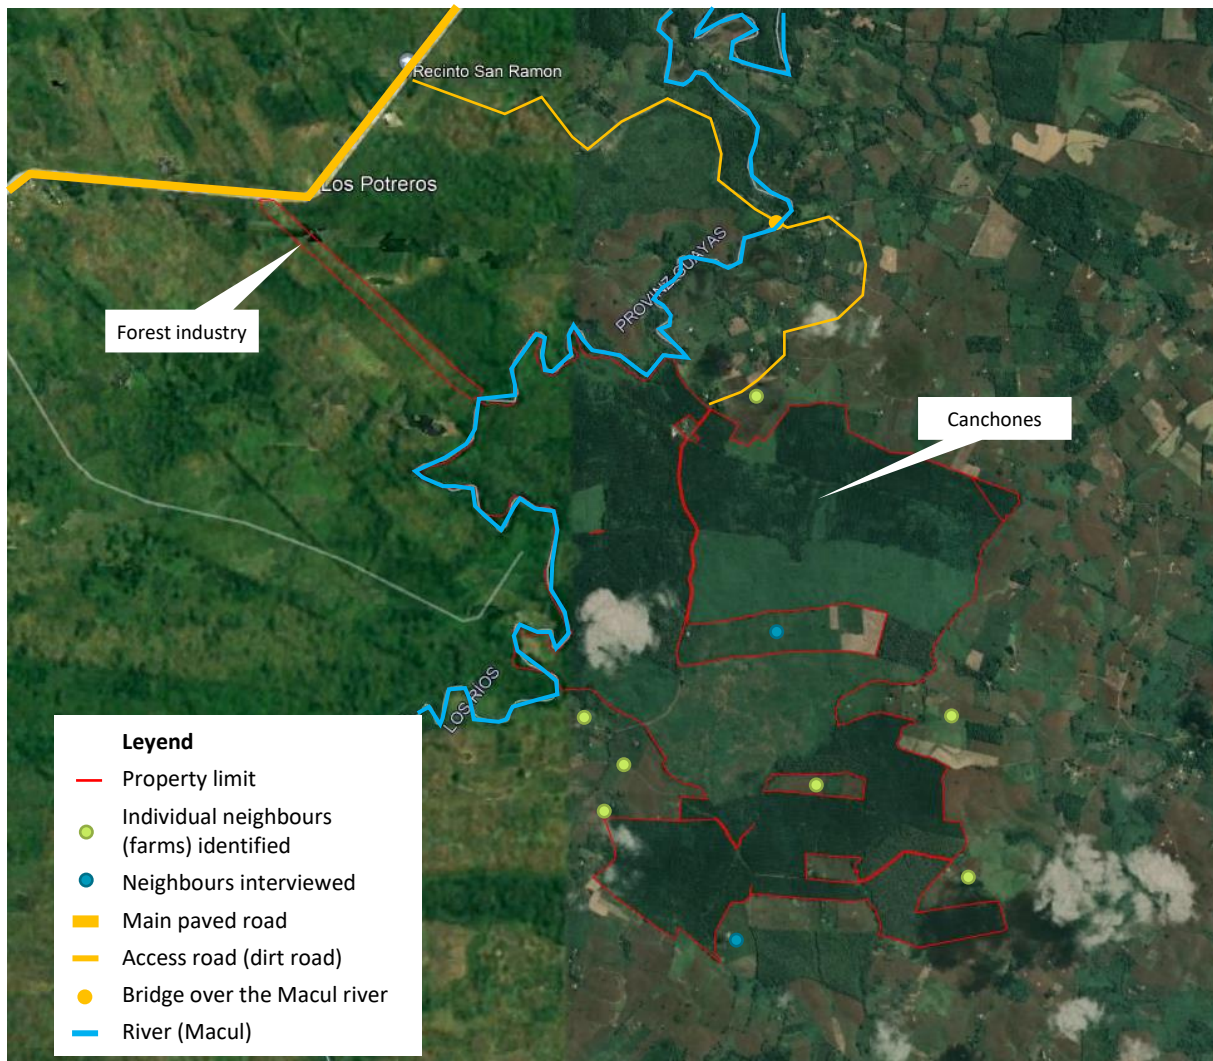 Recinto San Ramon
Los Potreros
PROVINZ GUAYAS
Forest industry
Canchones
LOS RÍOS
Leyend
Property limit
Individual neighbours
(farms) identified
Neighbours interviewed
Main paved road
Access road (dirt road)
Bridge over the Macul river
River (Macul)